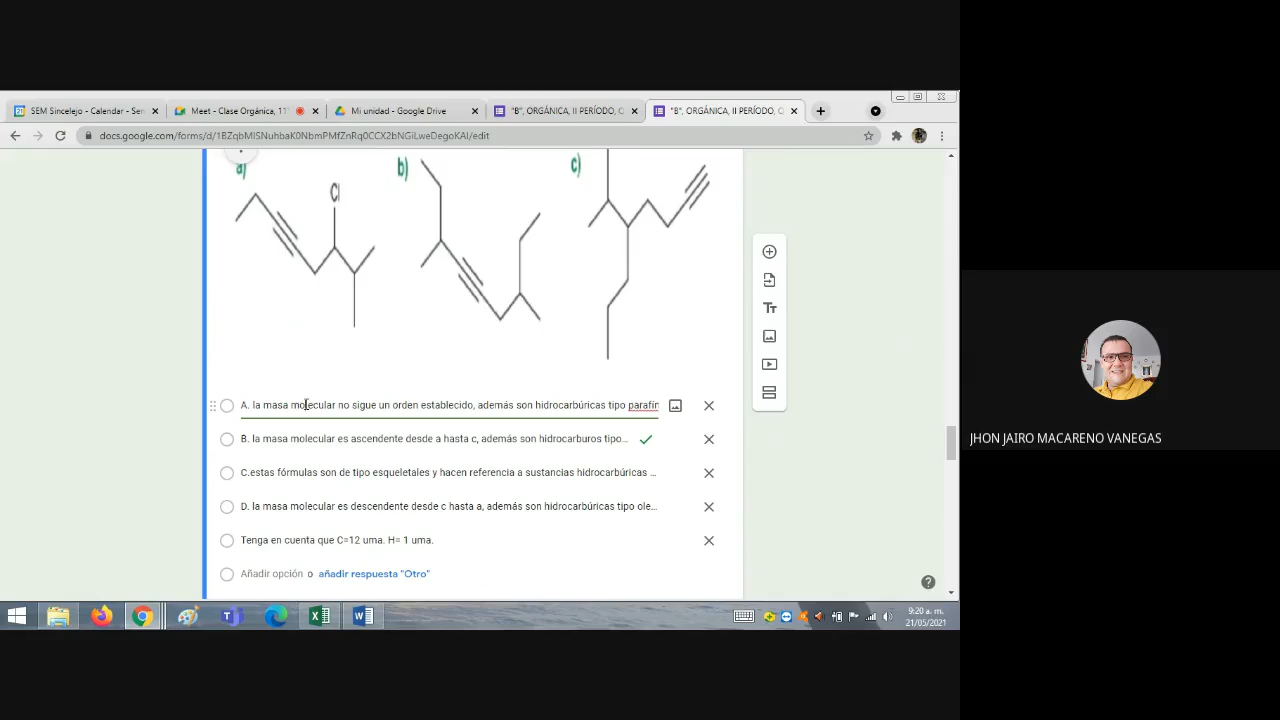 SEM Sincelejo - Calendar - Sem
Meet - Clase Orgánica, 11°
Mi unidad - Google Drive
"B", ORGÁNICA, II PERÍODO, C
"B", ORGÁNICA, II PERÍODO, C
docs.google.com/forms/d/1BZqbMISNuhbaK0NbmPMfZnRq0CCX2bNGiLweDegoKAI/edit
a) b) c)
Cl
A. la masa molecular no sigue un orden establecido, además son hidrocarbúricas tipo parafín
B. la masa molecular es ascendente desde a hasta c, además son hidrocarburos tipo...
C.estas fórmulas son de tipo esqueletales y hacen referencia a sustancias hidrocarbúricas ...
D. la masa molecular es descendente desde c hasta a, además son hidrocarbúricas tipo ole...
Tenga en cuenta que C=12 uma. H= 1 uma.
Añadir opción o añadir respuesta "Otro"
JHON JAIRO MACARENO VANEGAS
9:20 a. m.
21/05/2021